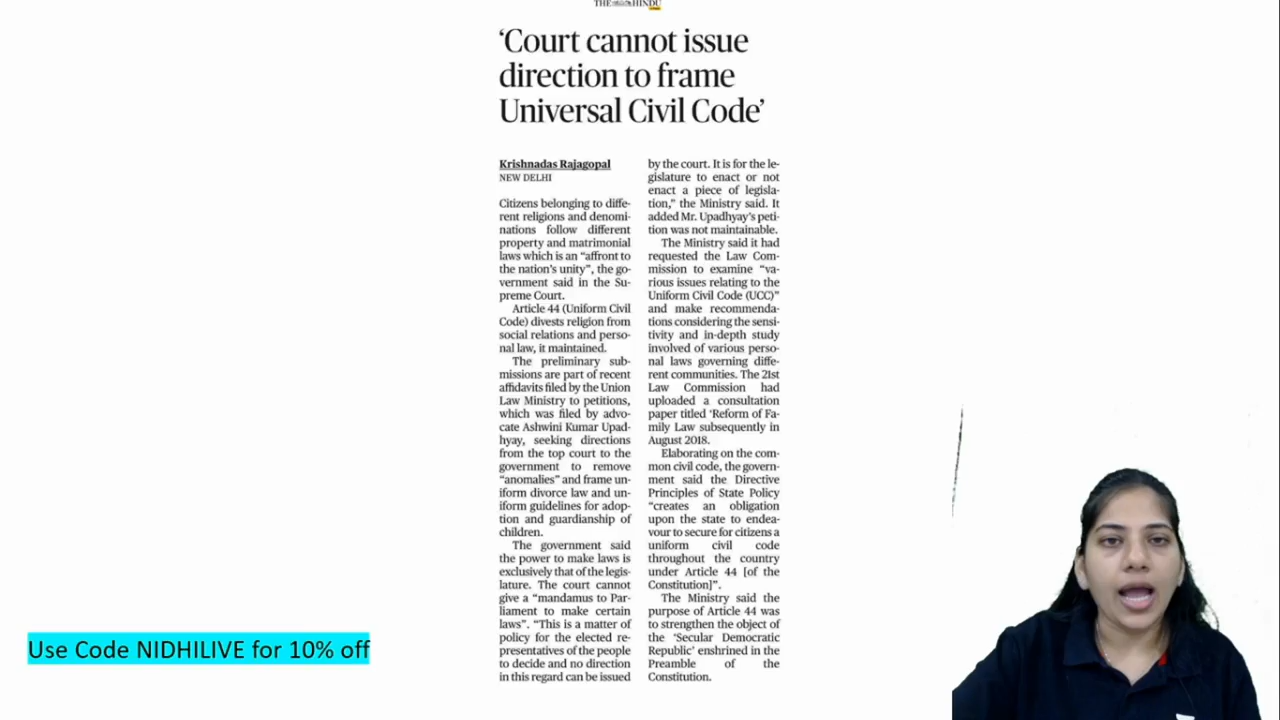 THE HINDU
‘Court cannot issue
direction to frame
Universal Civil Code’
Krishnadas Rajagopal
NEW DELHI
Citizens belonging to diffe-
rent religions and denomi-
nations follow different
property and matrimonial
laws which is an “affront to
the nation’s unity”, the go-
vernment said in the Su-
preme Court.
Article 44 (Uniform Civil
Code) divests religion from
social relations and perso-
nal law, it maintained.
The preliminary sub-
missions are part of recent
affidavits filed by the Union
Law Ministry to petitions,
which was filed by advo-
cate Ashwini Kumar Upad-
hyay, seeking directions
from the top court to the
government to remove
“anomalies” and frame un-
iform divorce law and un-
iform guidelines for adop-
tion and guardianship of
children.
The government said
the power to make laws is
exclusively that of the legis-
lature. The court cannot
give a “mandamus to Par-
liament to make certain
laws”. “This is a matter of
policy for the elected re-
presentatives of the people
to decide and no direction
in this regard can be issued
by the court. It is for the le-
gislature to enact or not
enact a piece of legisla-
tion,” the Ministry said. It
added Mr. Upadhyay’s peti-
tion was not maintainable.
The Ministry said it had
requested the Law Com-
mission to examine “va-
rious issues relating to the
Uniform Civil Code (UCC)”
and make recommenda-
tions considering the sensi-
tivity and in-depth study
involved of various perso-
nal laws governing diffe-
rent communities. The 21st
Law Commission had
uploaded a consultation
paper titled ‘Reform of Fa-
mily Law subsequently in
August 2018.
Elaborating on the com-
mon civil code, the govern-
ment said the Directive
Principles of State Policy
“creates an obligation
upon the state to endea-
vour to secure for citizens a
uniform civil code
throughout the country
under Article 44 [of the
Constitution]”.
The Ministry said the
purpose of Article 44 was
to strengthen the object of
the ‘Secular Democratic
Republic’ enshrined in the
Preamble of the
Constitution.
Use Code NIDHILIVE for 10% off